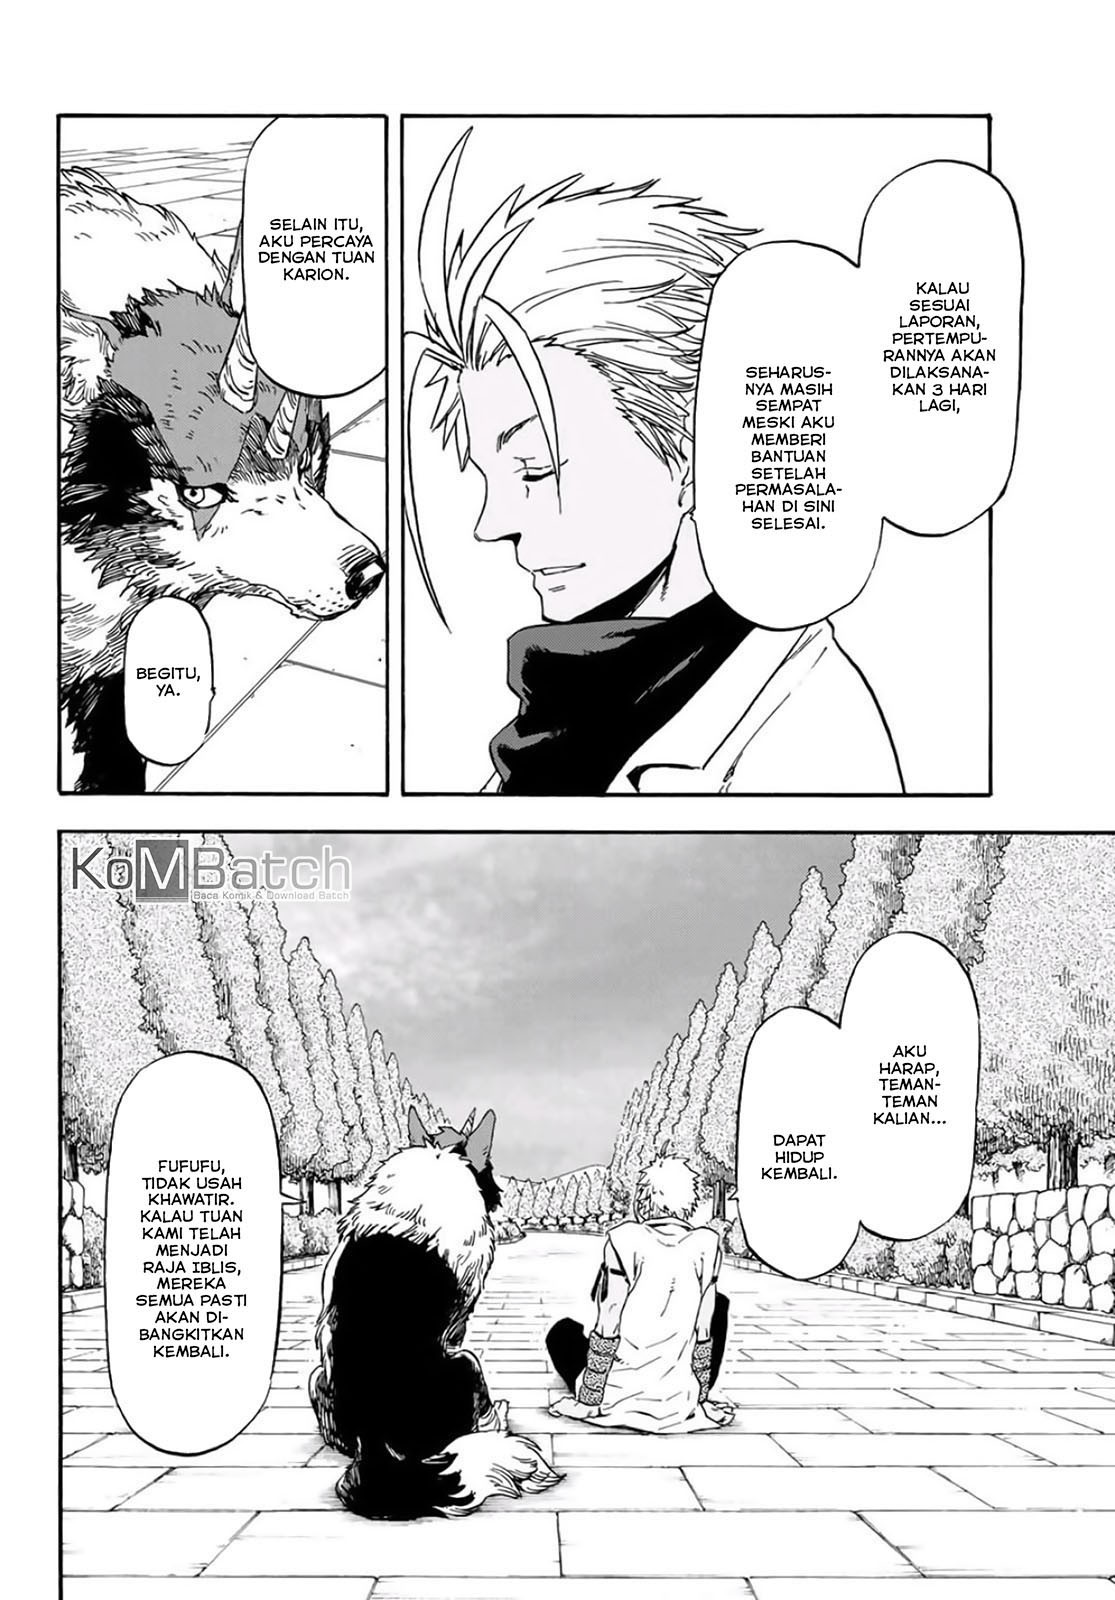 KALAU
SESUAI
LAPORAN,
PERTEMPU-
RANNYA AKAN
DILAKSANA-
KAN 3 HARI
LAGI,
SEHARUS-
NYA MASIH
SEMPAT
MESKI AKU
MEMBERI
BANTUAN
SETELAH
PERMASALA-
HAN DI SINI
SELESAI.
SELAIN ITU,
AKU PERCAYA
DENGAN TUAN
KARION.
BEGITU,
YA.
KoMBatch
Baca Komik & Download Batch
AKU
HARAP,
TEMAN-
TEMAN
KALIAN...
DAPAT
HIDUP
KEMBALI.
FUFUFU,
TIDAK USAH
KHAWATIR.
KALAU TUAN
KAMI TELAH
MENJADI
RAJA IBLIS,
MEREKA
SEMUA PASTI
AKAN DI-
BANGKITKAN
KEMBALI.